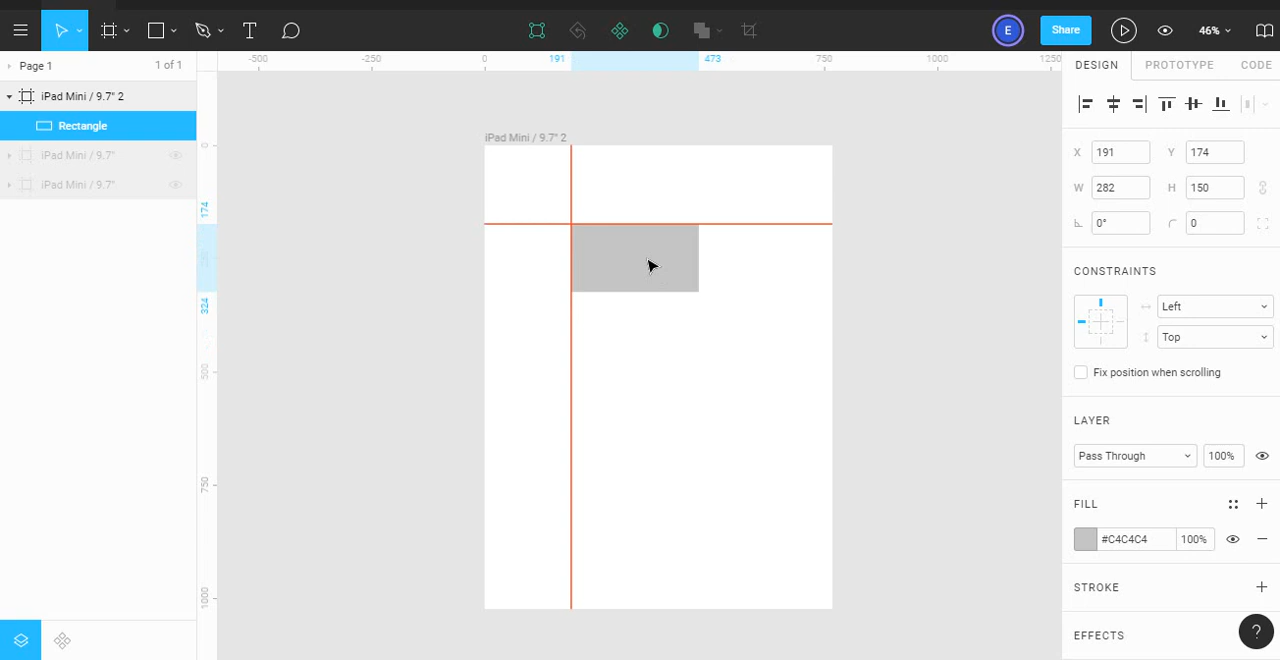 T
E
Share
46%
Page 1
1 of 1
-500
-250
0
191
473
750
1000
1250
DESIGN
PROTOTYPE
CODE
iPad Mini / 9.7" 2
Rectangle
iPad Mini / 9.7"
iPad Mini / 9.7"
iPad Mini / 9.7" 2
0
174
324
500
750
1000
X 191 Y 174
W 282 H 150
0° 0
CONSTRAINTS
Left
Top
Fix position when scrolling
LAYER
Pass Through 100%
FILL
#C4C4C4 100%
STROKE
EFFECTS
?